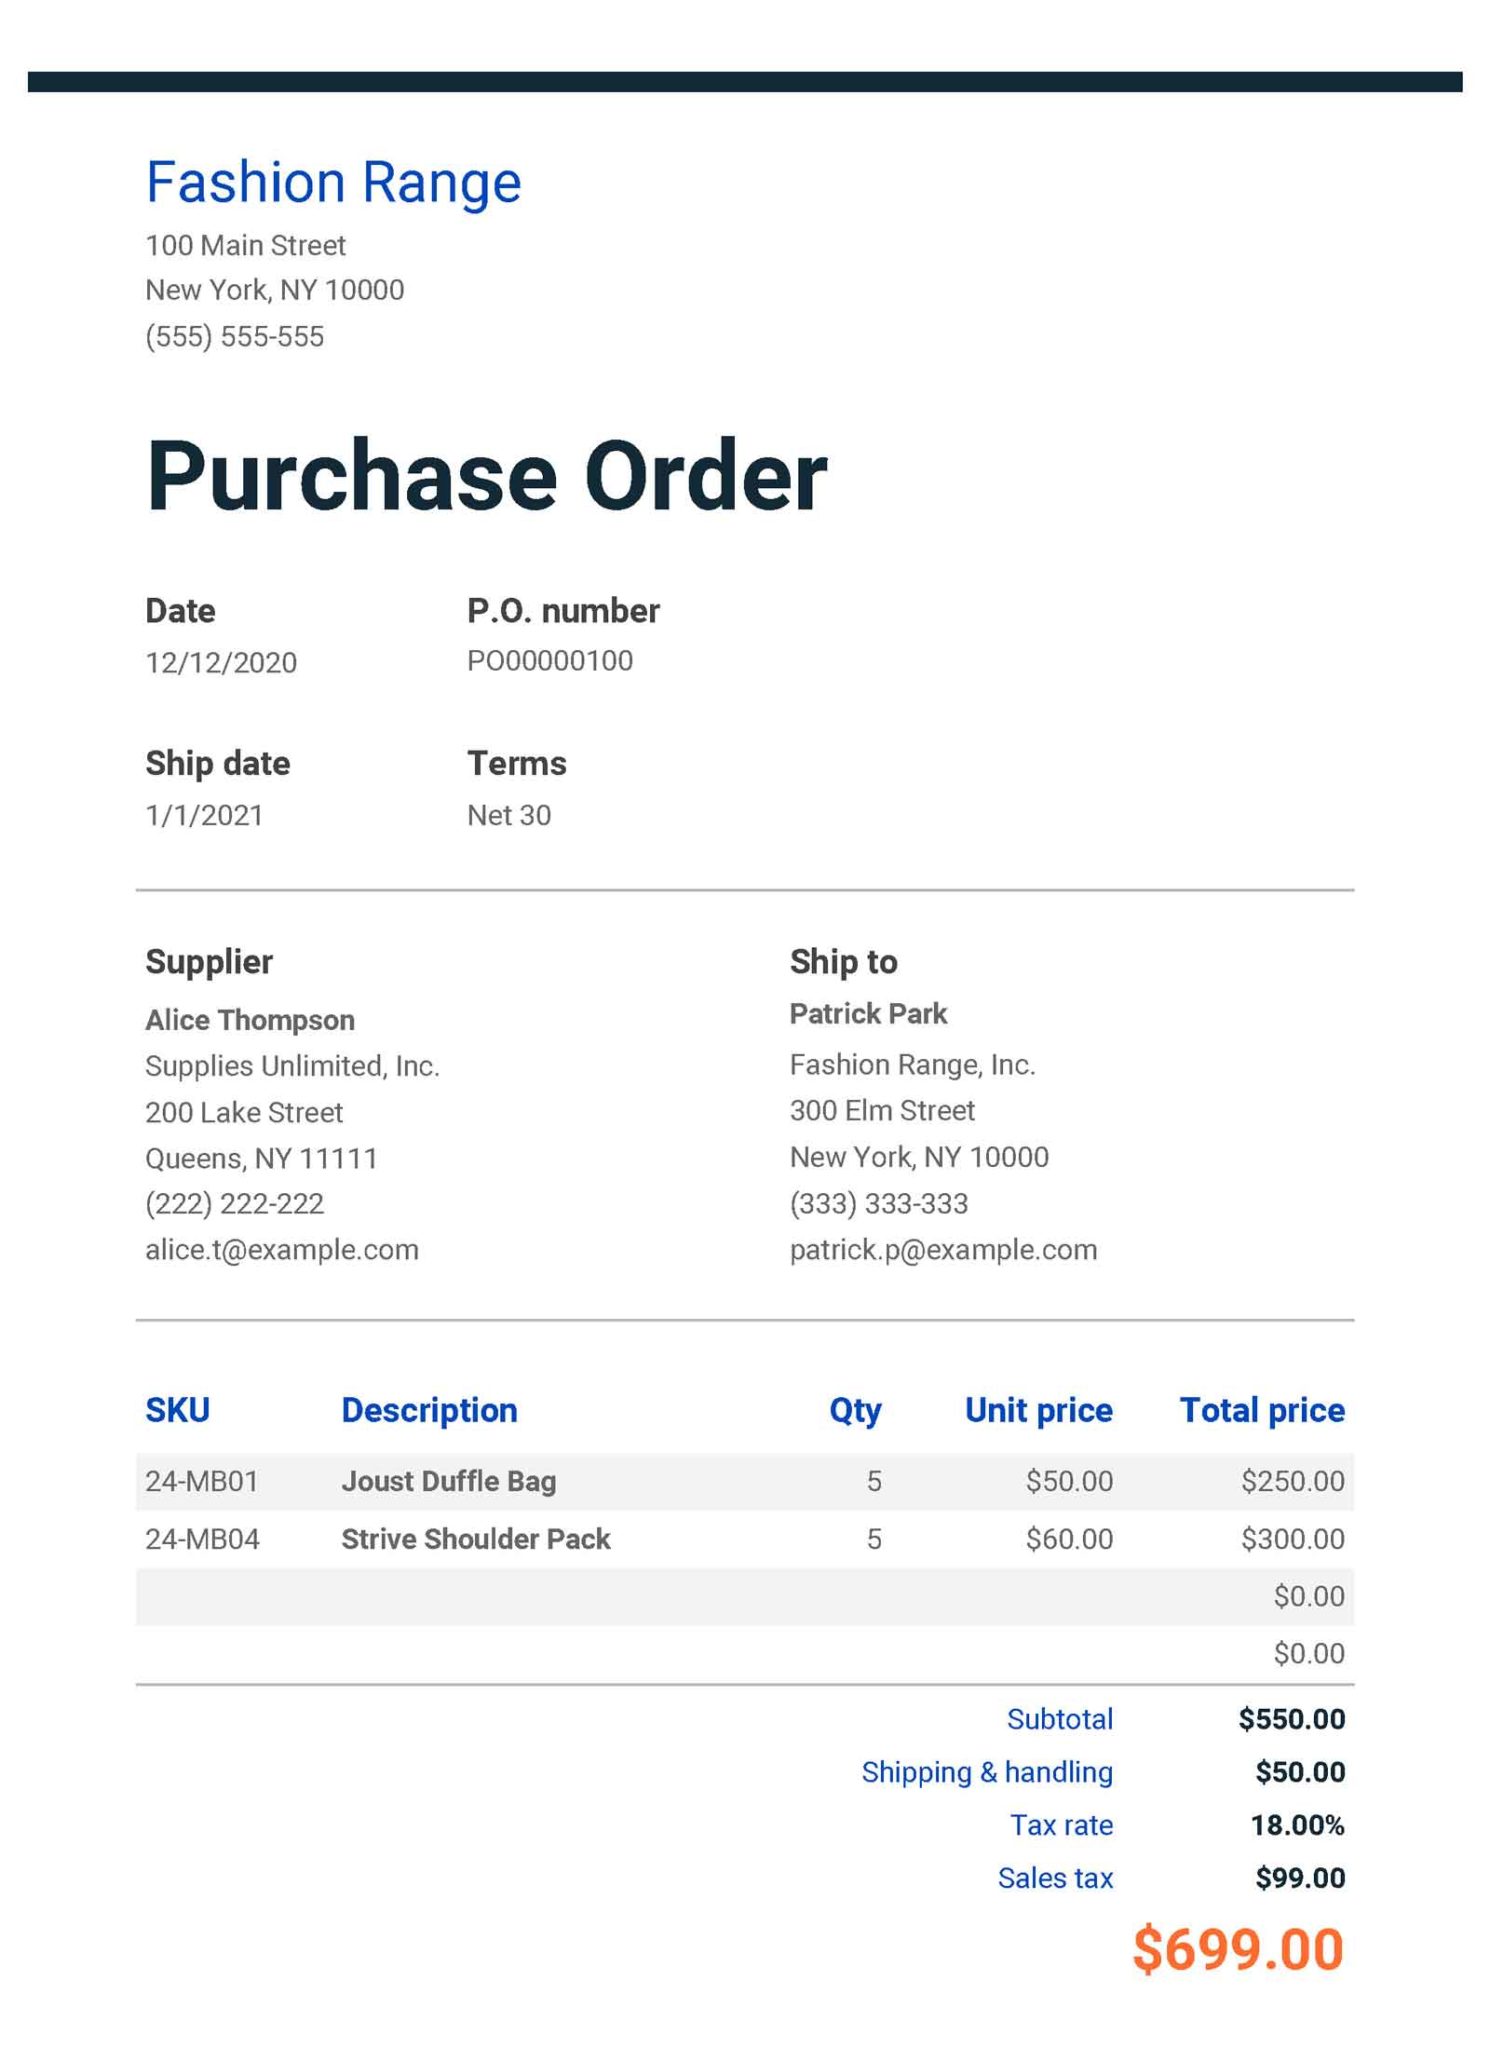 Fashion Range
100 Main Street
New York, NY 10000
(555) 555-555
Purchase Order
Date P.O. number
12/12/2020 PO00000100
Ship date Terms
1/1/2021 Net 30
Supplier
Alice Thompson
Supplies Unlimited, Inc.
200 Lake Street
Queens, NY 11111
(222) 222-222
alice.t@example.com
Ship to
Patrick Park
Fashion Range, Inc.
300 Elm Street
New York, NY 10000
(333) 333-333
patrick.p@example.com
SKU Description Qty Unit price Total price
24-MB01 Joust Duffle Bag 5 $50.00 $250.00
24-MB04 Strive Shoulder Pack 5 $60.00 $300.00
$0.00
$0.00
Subtotal $550.00
Shipping & handling $50.00
Tax rate 18.00%
Sales tax $99.00
$699.00